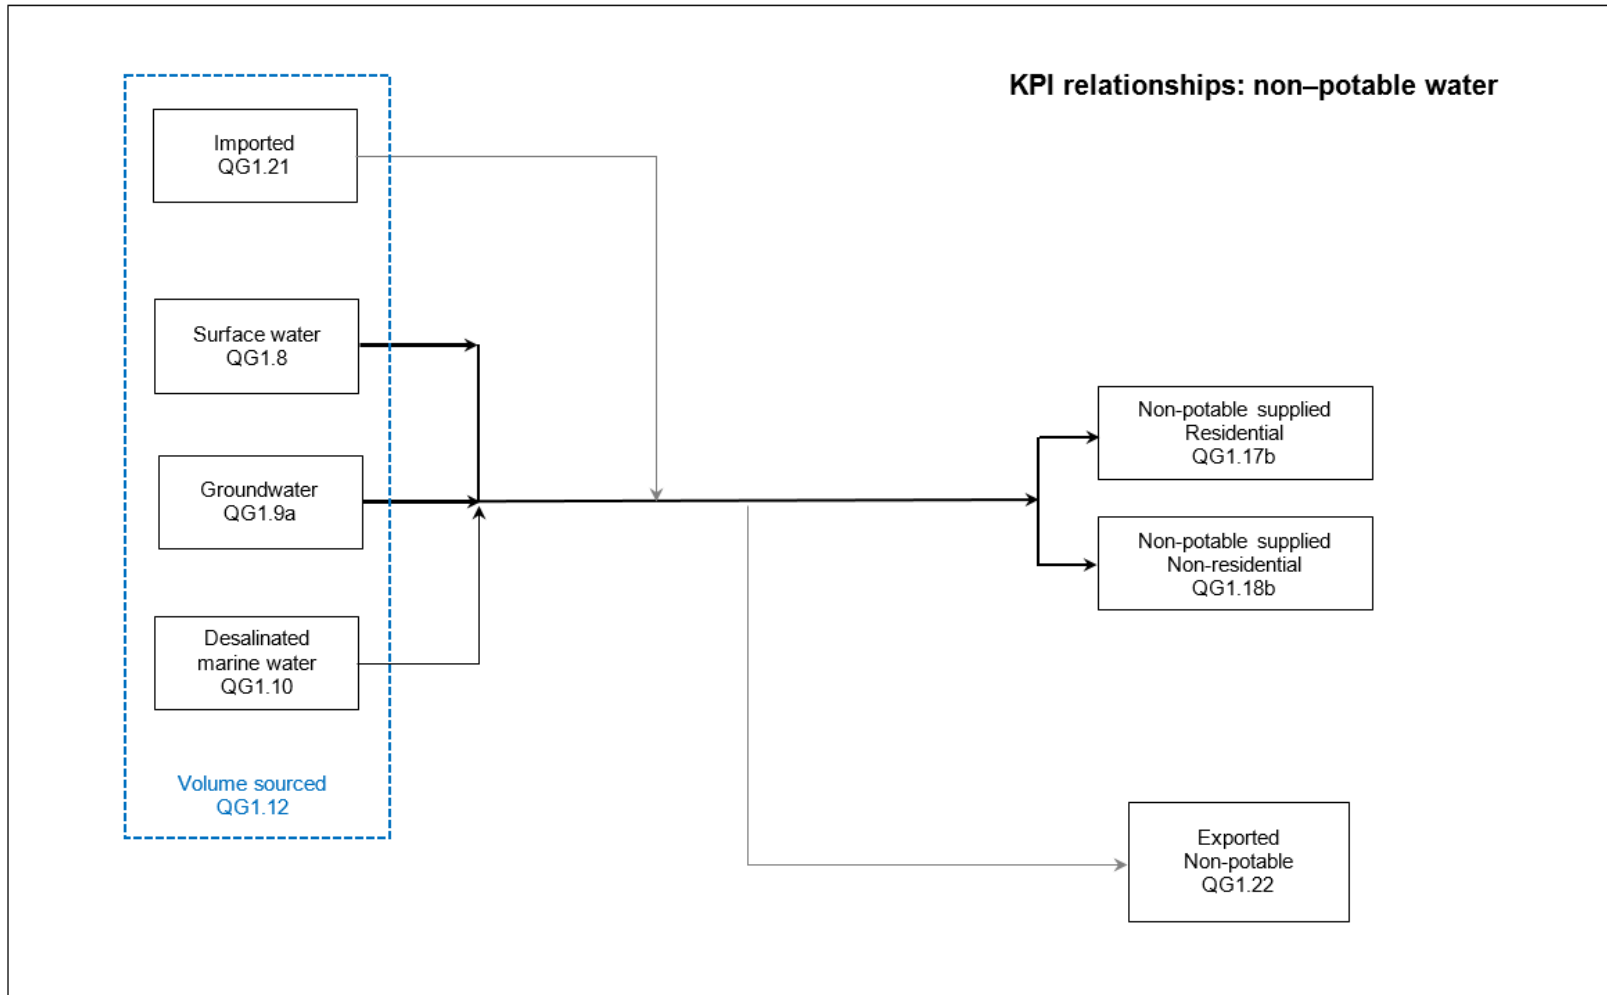 KPI relationships: non–potable water
Imported
QG1.21
Surface water
QG1.8
Groundwater
QG1.9a
Desalinated
marine water
QG1.10
Volume sourced
QG1.12
Non-potable supplied
Residential
QG1.17b
Non-potable supplied
Non-residential
QG1.18b
Exported
Non-potable
QG1.22